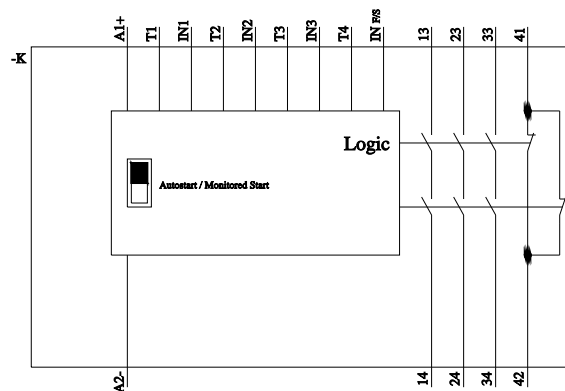 A1+ T1 IN1 T2 IN2 T3 IN3 T4 IN F/S 13 23 33 41
-K
Logic
Autostart / Monitored Start
A2- 14 24 34 42